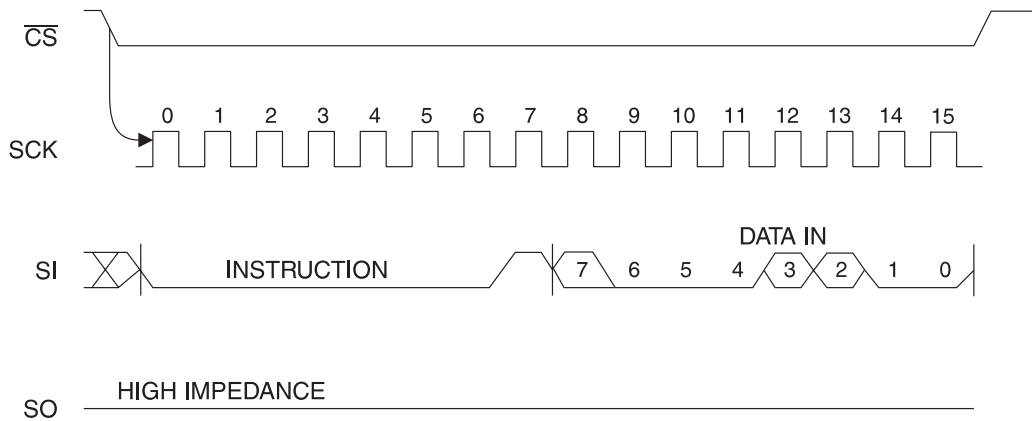 CS
0 1 2 3 4 5 6 7 8 9 10 11 12 13 14 15
SCK
DATA IN
SI INSTRUCTION 7 6 5 4 3 2 1 0
HIGH IMPEDANCE
SO